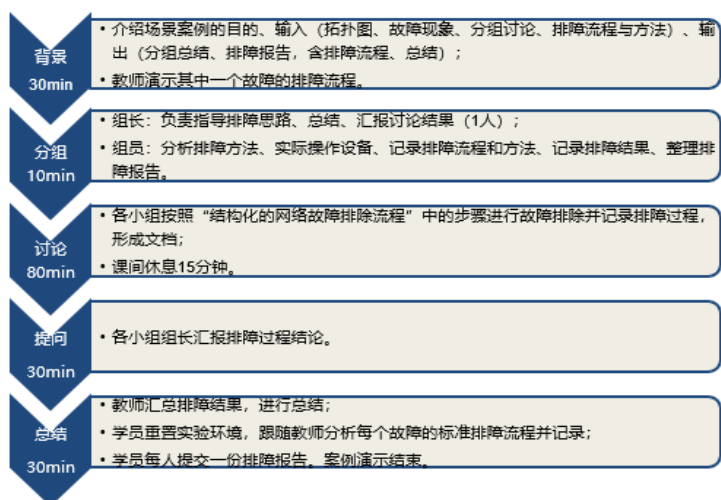 背景
30min
• 介绍场景案例的目的、输入（拓扑图、故障现象、分组讨论、排障流程与方法）、输
出（分组总结、排障报告，含排障流程、总结）；
• 教师演示其中一个故障的排障流程。
分组
10min
• 组长：负责指导排障思路、总结、汇报讨论结果（1人）；
• 组员：分析排障方法、实际操作设备、记录排障流程和方法、记录排障结果、整理排
障报告。
讨论
80min
• 各小组按照“结构化的网络故障排除流程”中的步骤进行故障排除并记录排障过程，
形成文档；
• 课间休息15分钟。
提问
30min
• 各小组组长汇报排障过程结论。
总结
30min
• 教师汇总排障结果，进行总结；
• 学员重置实验环境，跟随教师分析每个故障的标准排障流程并记录；
• 学员每人提交一份排障报告。案例演示结束。